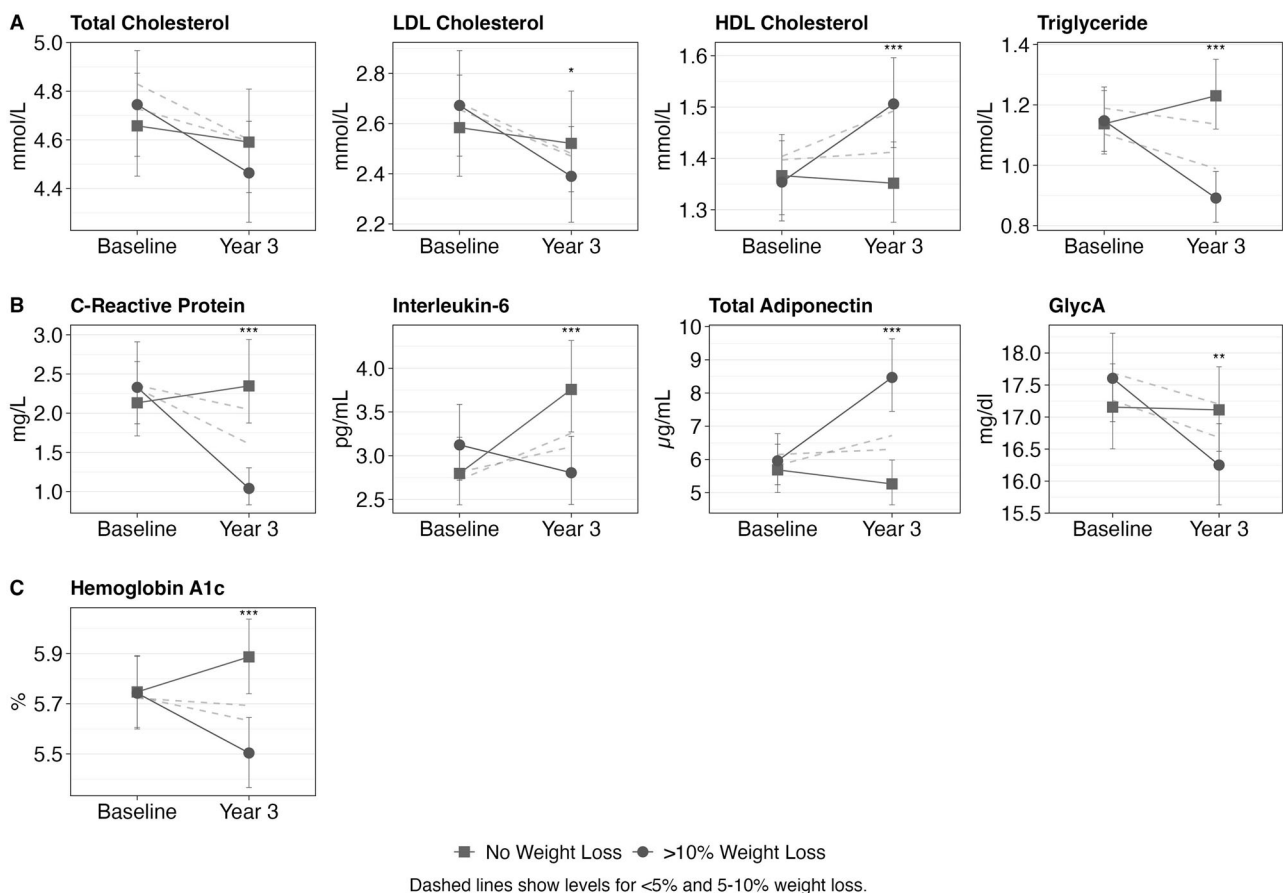 A Total Cholesterol LDL Cholesterol HDL Cholesterol Triglyceride
5.0
4.8
4.6
4.4
mmol/L
Baseline Year 3
2.8
2.6
2.4
2.2
mmol/L
*
Baseline Year 3
1.6
1.5
1.4
1.3
mmol/L
***
Baseline Year 3
1.4
1.2
1.0
0.8
mmol/L
***
Baseline Year 3
B C-Reactive Protein Interleukin-6 Total Adiponectin GlycA
3.0
2.5
2.0
1.5
1.0
mg/L
***
Baseline Year 3
4.0
3.5
3.0
2.5
pg/mL
***
Baseline Year 3
10
9
8
7
6
5
µg/mL
***
Baseline Year 3
18.0
17.5
17.0
16.5
16.0
15.5
mg/dl
**
Baseline Year 3
C Hemoglobin A1c
5.9
5.7
5.5
%
***
Baseline Year 3
No Weight Loss >10% Weight Loss
Dashed lines show levels for <5% and 5-10% weight loss.